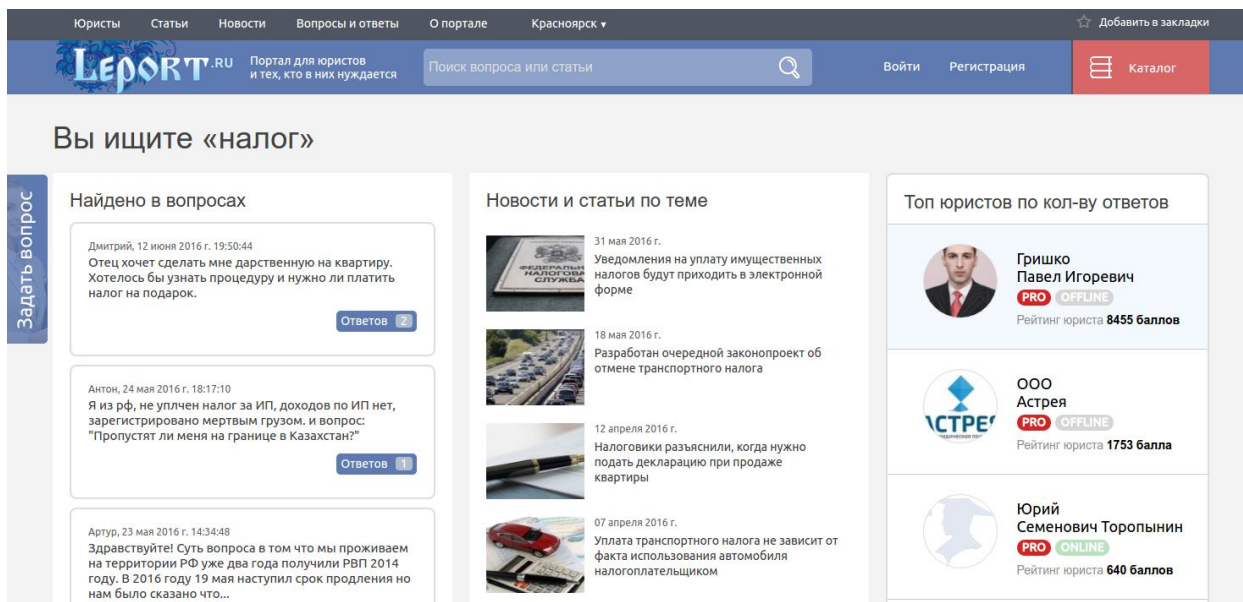 Юристы Статьи Новости Вопросы и ответы О портале Красноярск ▾ Добавить в закладки
LEPORT.RU
Портал для юристов
и тех, кто в них нуждается
Поиск вопроса или статьи
Войти Регистрация Каталог
Вы ищите «налог»
Задать вопрос
Найдено в вопросах
Дмитрий, 12 июня 2016 г. 19:50:44
Отец хочет сделать мне дарственную на квартиру.
Хотелось бы узнать процедуру и нужно ли платить
налог на подарок.
Ответов 2
Антон, 24 мая 2016 г. 18:17:10
Я из рф, не уплчен налог за ИП, доходов по ИП нет,
зарегистрировано мертвым грузом. и вопрос:
"Пропустят ли меня на границе в Казахстан?"
Ответов 1
Артур, 23 мая 2016 г. 14:34:48
Здравствуйте! Суть вопроса в том что мы проживаем
на территории РФ уже два года получили РВП 2014
году. В 2016 году 19 мая наступил срок продления но
нам было сказано что...
Новости и статьи по теме
ФЕДЕРАЛЬН
НАЛОГОВА
СЛУЖБА
31 мая 2016 г.
Уведомления на уплату имущественных
налогов будут приходить в электронной
форме
18 мая 2016 г.
Разработан очередной законопроект об
отмене транспортного налога
12 апреля 2016 г.
Налоговики разъяснили, когда нужно
подать декларацию при продаже
квартиры
07 апреля 2016 г.
Уплата транспортного налога не зависит от
факта использования автомобиля
налогоплательщиком
Топ юристов по кол-ву ответов
Гришко
Павел Игоревич
PRO OFFLINE
Рейтинг юриста 8455 баллов
АСТРЕЯ
ООО
Астрея
PRO OFFLINE
Рейтинг юриста 1753 балла
Юрий
Семенович Торопынин
PRO ONLINE
Рейтинг юриста 640 баллов